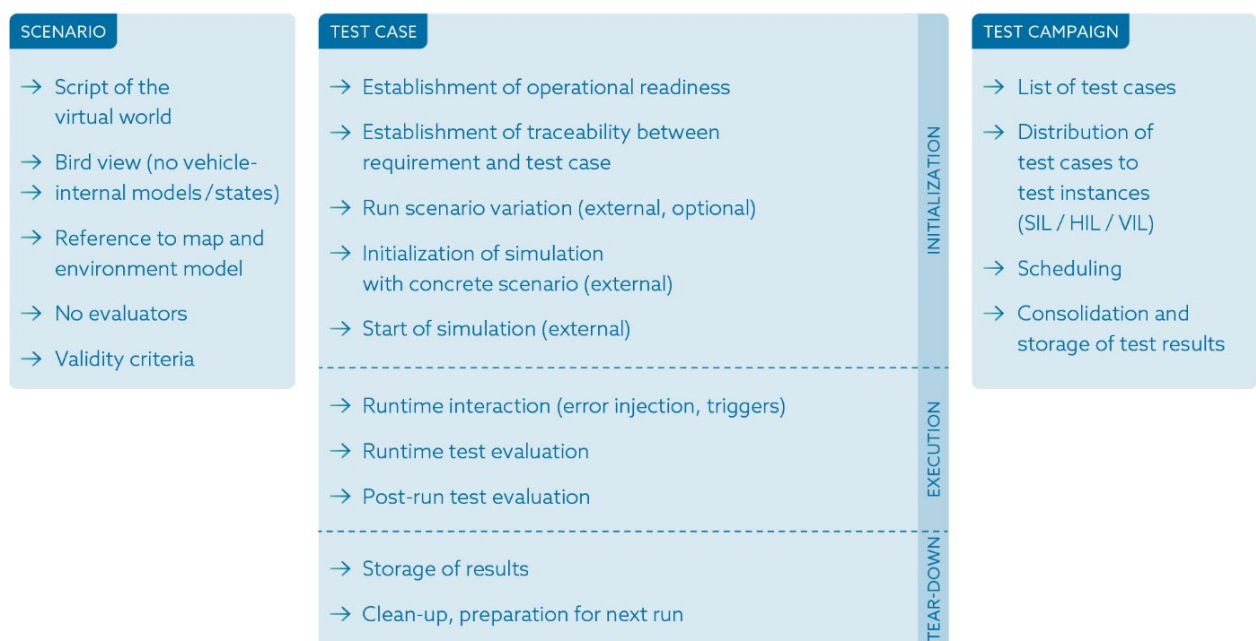 SCENARIO
→ Script of the
virtual world
→ Bird view (no vehicle-
→ internal models / states)
→ Reference to map and
environment model
→ No evaluators
→ Validity criteria
TEST CASE
→ Establishment of operational readiness
→ Establishment of traceability between
requirement and test case
→ Run scenario variation (external, optional)
→ Initialization of simulation
with concrete scenario (external)
→ Start of simulation (external)
INITIALIZATION
→ Runtime interaction (error injection, triggers)
→ Runtime test evaluation
→ Post-run test evaluation
EXECUTION
→ Storage of results
→ Clean-up, preparation for next run
TEAR-DOWN
TEST CAMPAIGN
→ List of test cases
→ Distribution of
test cases to
test instances
(SIL / HIL / VIL)
→ Scheduling
→ Consolidation and
storage of test results